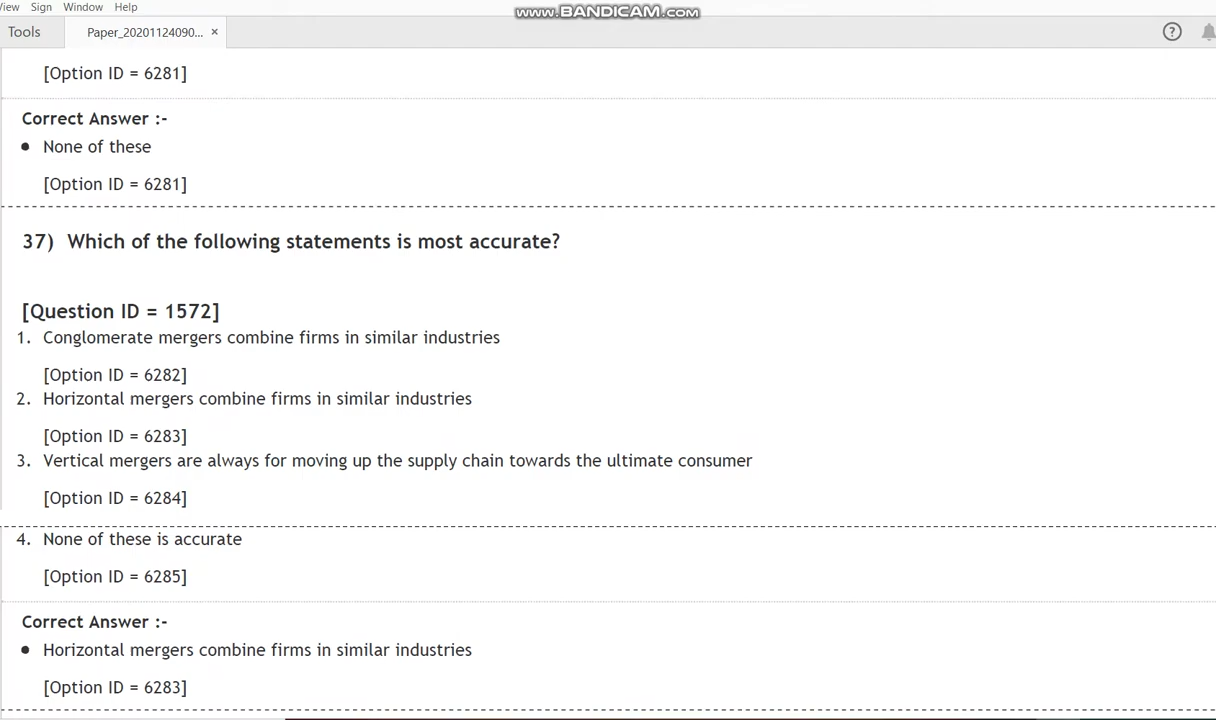 View Sign Window Help
www.BANDICAM.com
Tools Paper_20201124090... × ?
[Option ID = 6281]
Correct Answer :-
• None of these
[Option ID = 6281]
37) Which of the following statements is most accurate?
[Question ID = 1572]
1. Conglomerate mergers combine firms in similar industries
[Option ID = 6282]
2. Horizontal mergers combine firms in similar industries
[Option ID = 6283]
3. Vertical mergers are always for moving up the supply chain towards the ultimate consumer
[Option ID = 6284]
4. None of these is accurate
[Option ID = 6285]
Correct Answer :-
• Horizontal mergers combine firms in similar industries
[Option ID = 6283]